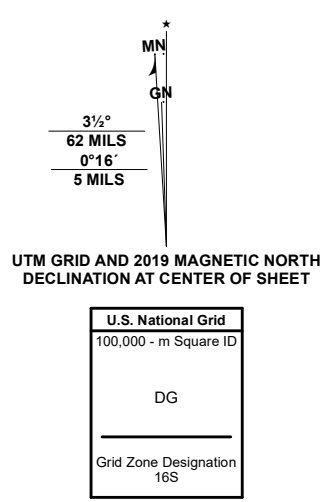 ★
MN
GN
3½°
62 MILS
0°16´
5 MILS
UTM GRID AND 2019 MAGNETIC NORTH
DECLINATION AT CENTER OF SHEET
U.S. National Grid
100,000 - m Square ID
DG
Grid Zone Designation
16S